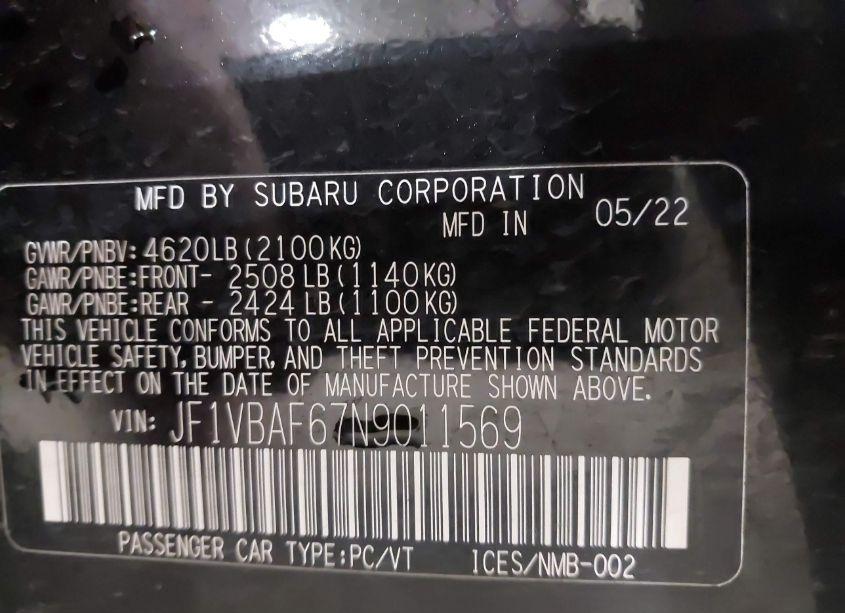 MFD BY SUBARU CORPORATION
MFD IN 05/22
GVWR/PNBV: 4620LB (2100KG)
GAWR/PNBE:FRONT- 2508 LB (1140KG)
GAWR/PNBE:REAR - 2424 LB (1100KG)
THIS VEHICLE CONFORMS TO ALL APPLICABLE FEDERAL MOTOR
VEHICLE SAFETY, BUMPER, AND THEFT PREVENTION STANDARDS
IN EFFECT ON THE DATE OF MANUFACTURE SHOWN ABOVE.
VIN: JF1VBAF67N9011569
PASSENGER CAR TYPE:PC/VT ICES/NMB-002